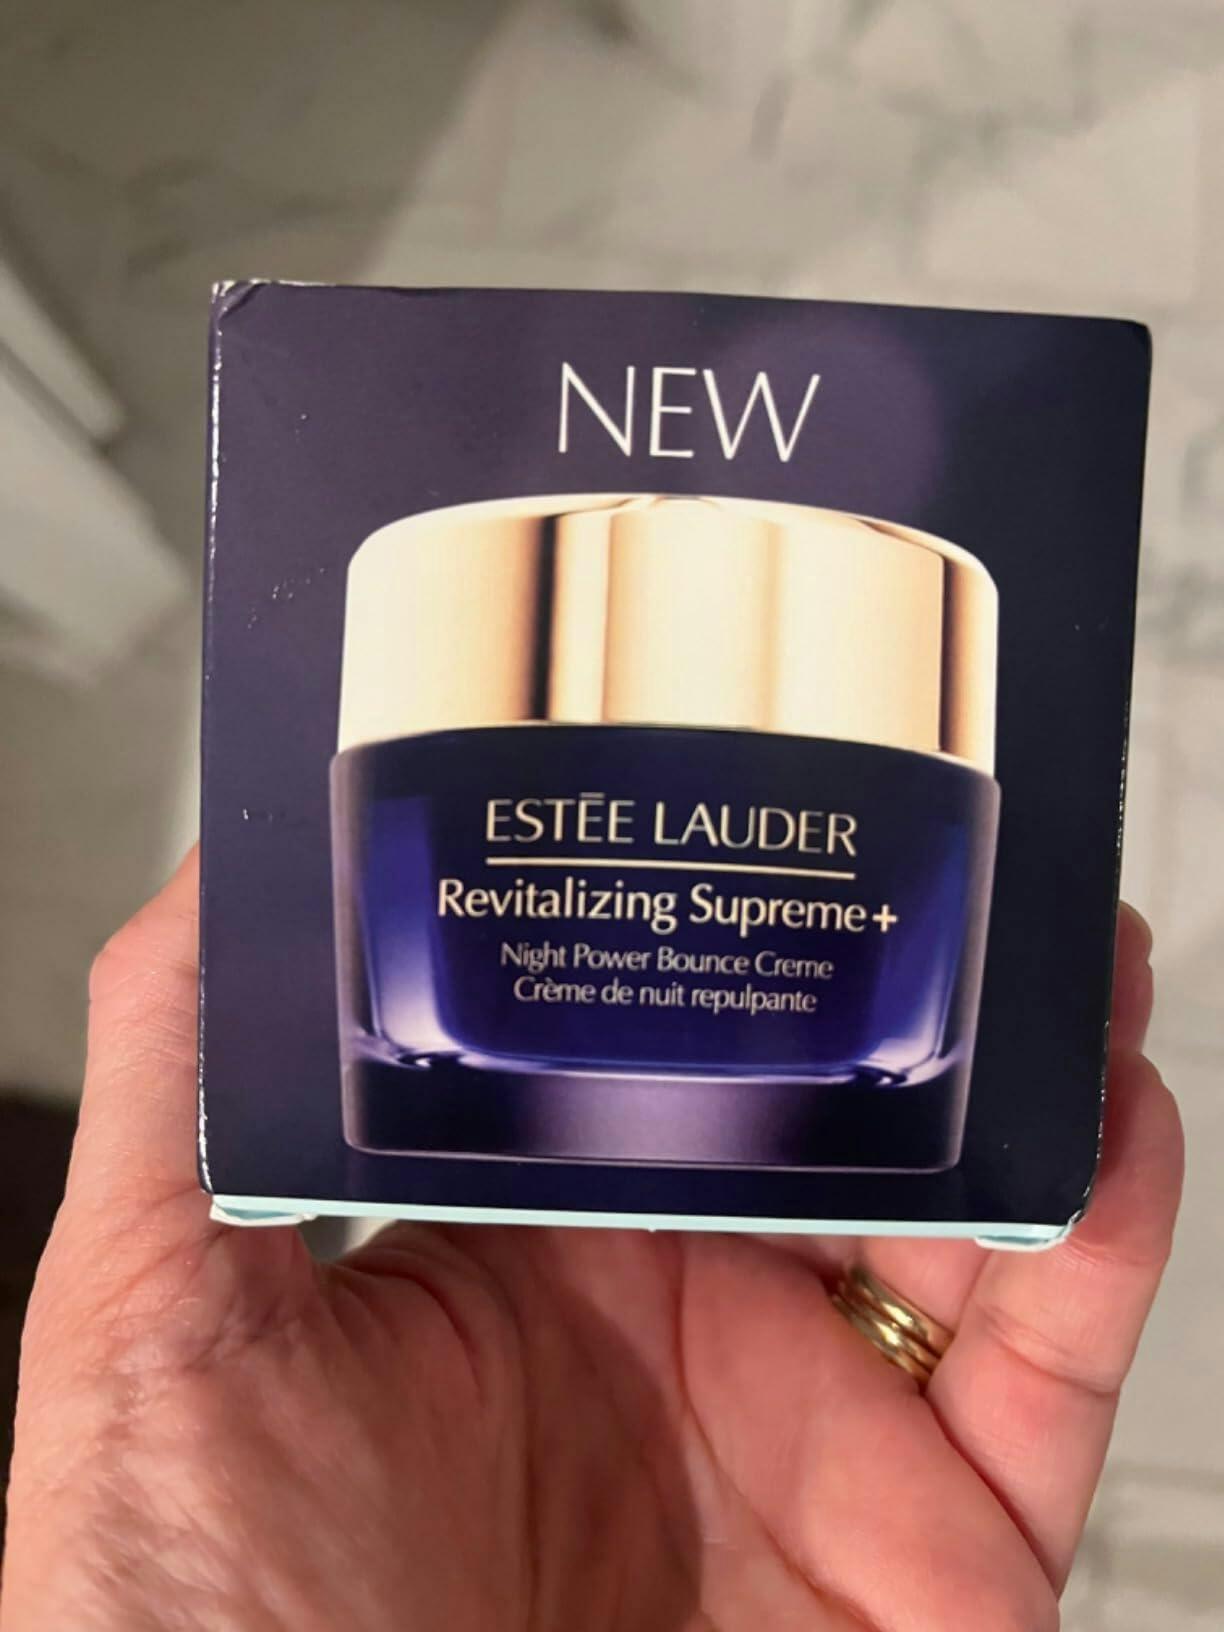 NEW
ESTĒE LAUDER
Revitalizing Supreme+
Night Power Bounce Creme
Crème de nuit repulpante